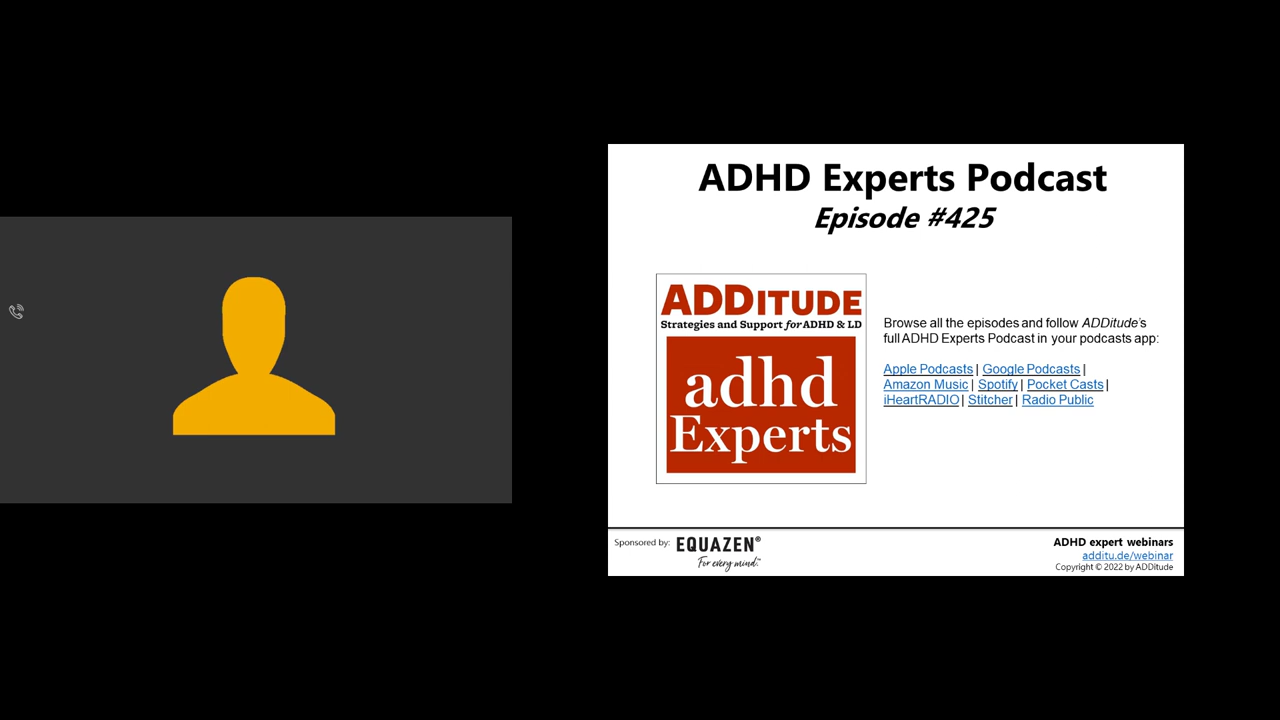 ADHD Experts Podcast
Episode #425
ADDITUDE
Strategies and Support for ADHD & LD
adhd
Experts
Browse all the episodes and follow ADDitude's
full ADHD Experts Podcast in your podcasts app:
Apple Podcasts | Google Podcasts |
Amazon Music | Spotify | Pocket Casts |
iHeartRADIO | Stitcher | Radio Public
Sponsored by: EQUAZEN®
For every mind.™
ADHD expert webinars
additu.de/webinar
Copyright © 2022 by ADDitude